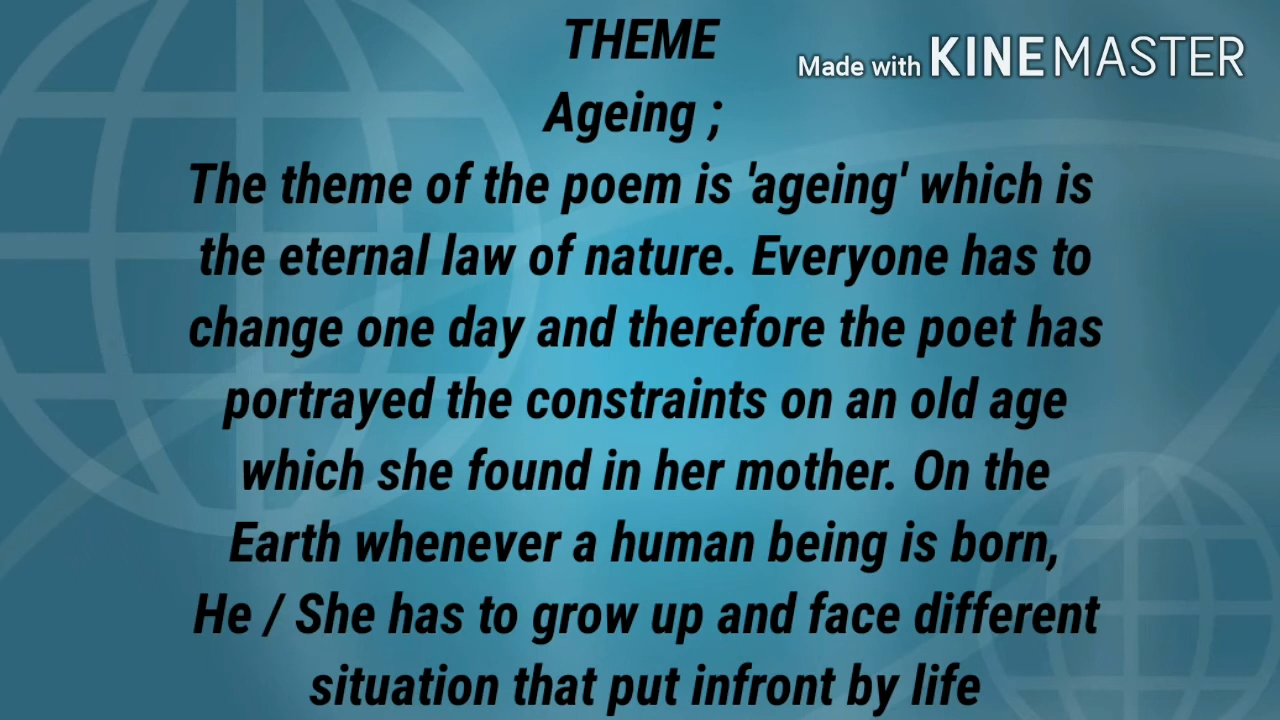 THEME
Made with KINEMASTER
Ageing ;
The theme of the poem is 'ageing' which is
the eternal law of nature. Everyone has to
change one day and therefore the poet has
portrayed the constraints on an old age
which she found in her mother. On the
Earth whenever a human being is born,
He / She has to grow up and face different
situation that put infront by life